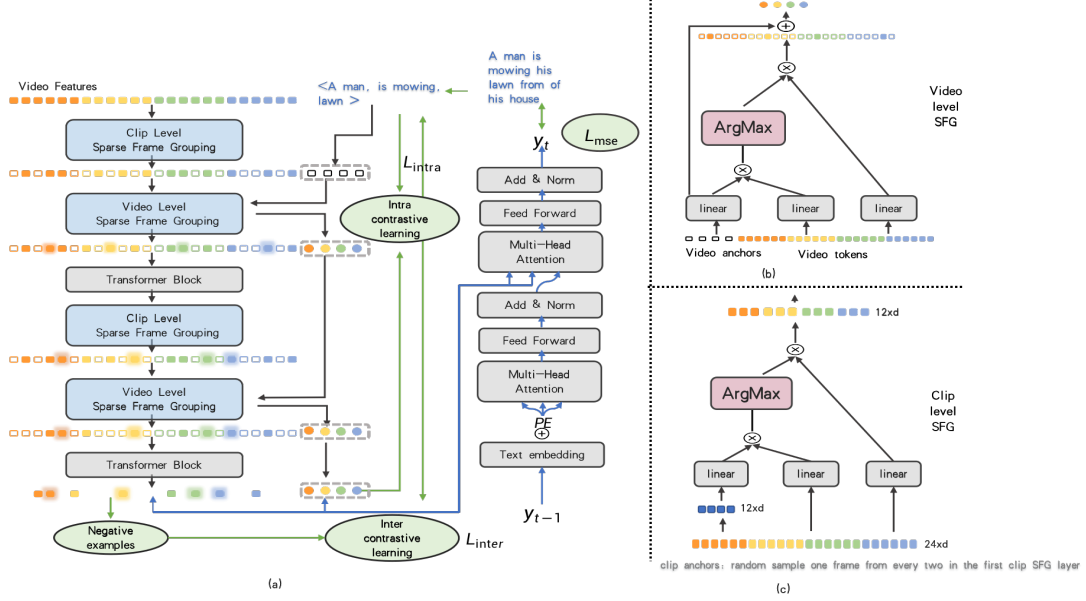 Video Features
Clip Level
Sparse Frame Grouping
Video Level
Sparse Frame Grouping
Transformer Block
Clip Level
Sparse Frame Grouping
Video Level
Sparse Frame Grouping
Transformer Block
Negative
examples
<A man, is mowing,
lawn >
L intra
Intra
contrastive
learning
Inter
contrastive
learning
L inter
A man is
mowing his
lawn from of
his house
L mse
yt
Add & Norm
Feed Forward
Multi-Head
Attention
Add & Norm
Feed Forward
Multi-Head
Attention
PE
Text embedding
yt−1
(a)
ArgMax
linear
linear
linear
Video anchors
Video tokens
Video
level
SFG
(b)
12xd
ArgMax
linear
linear
linear
12xd
24xd
Clip
level
SFG
clip anchors: random sample one frame from every two in the first clip SFG layer
(c)